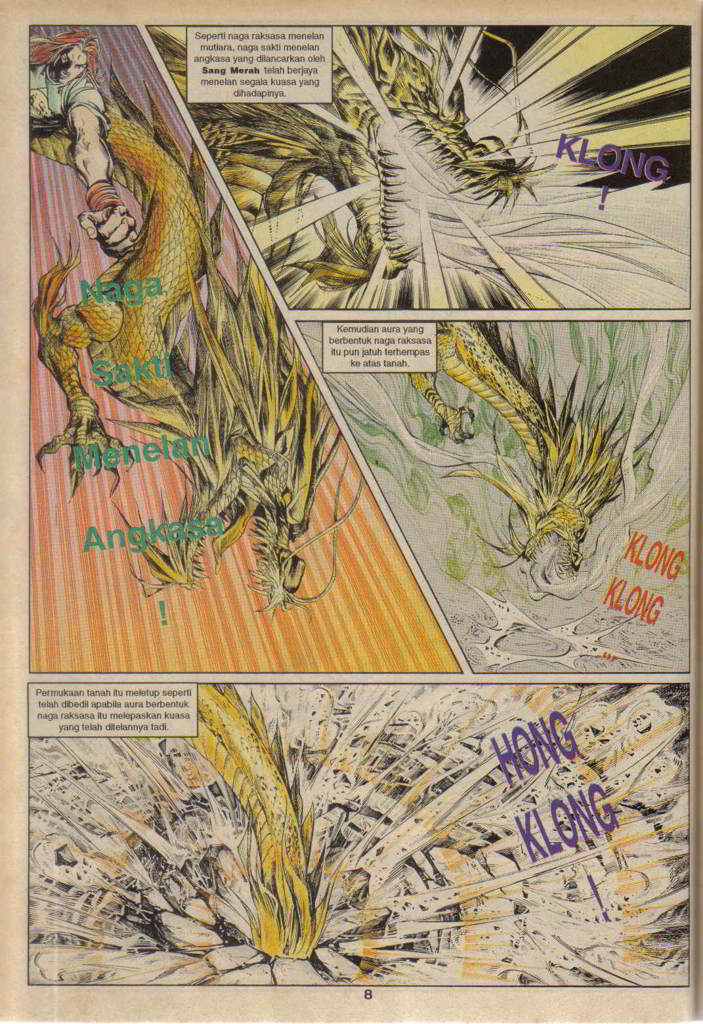 Seperti naga raksasa menelan
mutiara, naga sakti menelan
angkasa yang dilancarkan oleh
Sang Merah telah berjaya
menelan segala kuasa yang
dihadapinya.
KLONG
!
Naga
Sakti
Menelan
Angkasa
!
Kemudian aura yang
berbentuk naga raksasa
itu pun jatuh terhempas
ke atas tanah.
KLONG
KLONG
...
Permukaan tanah itu meletup seperti
telah dibedil apabila aura berbentuk
naga raksasa itu melepaskan kuasa
yang telah ditelannya tadi.
HONG
KLONG
!
8